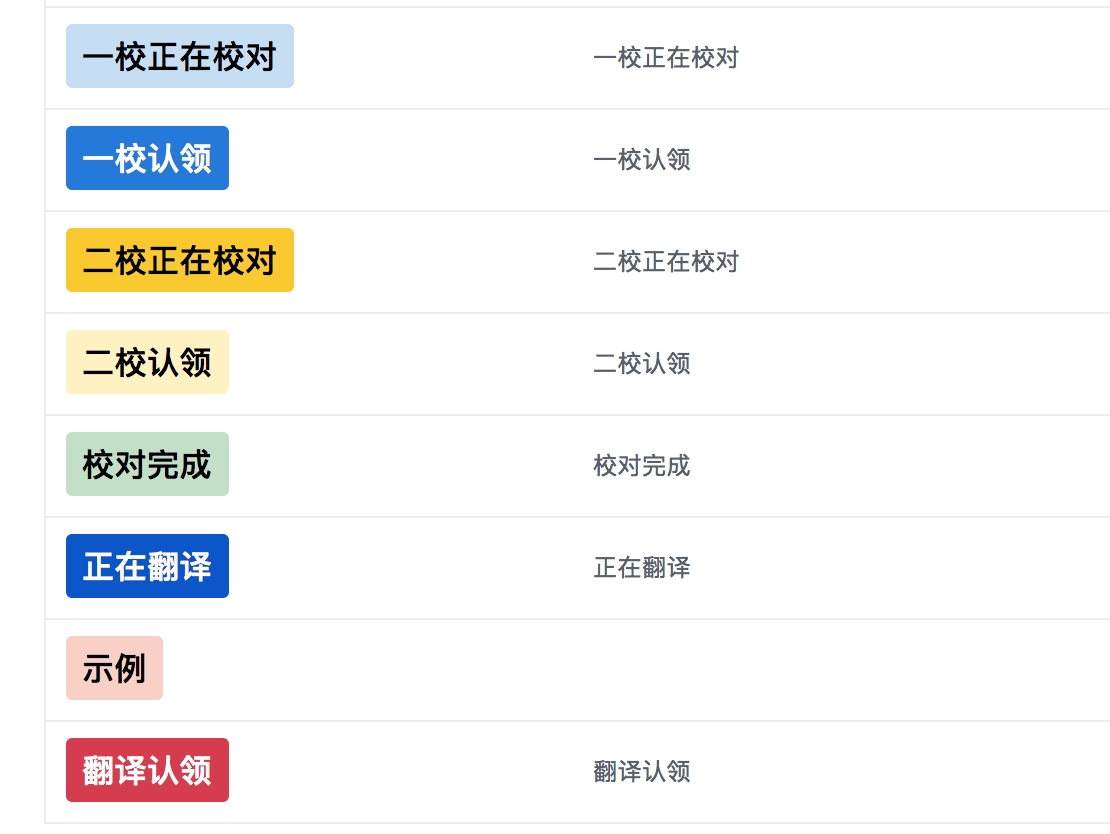 一校正在校对 一校正在校对
一校认领 一校认领
二校正在校对 二校正在校对
二校认领 二校认领
校对完成 校对完成
正在翻译 正在翻译
示例
翻译认领 翻译认领